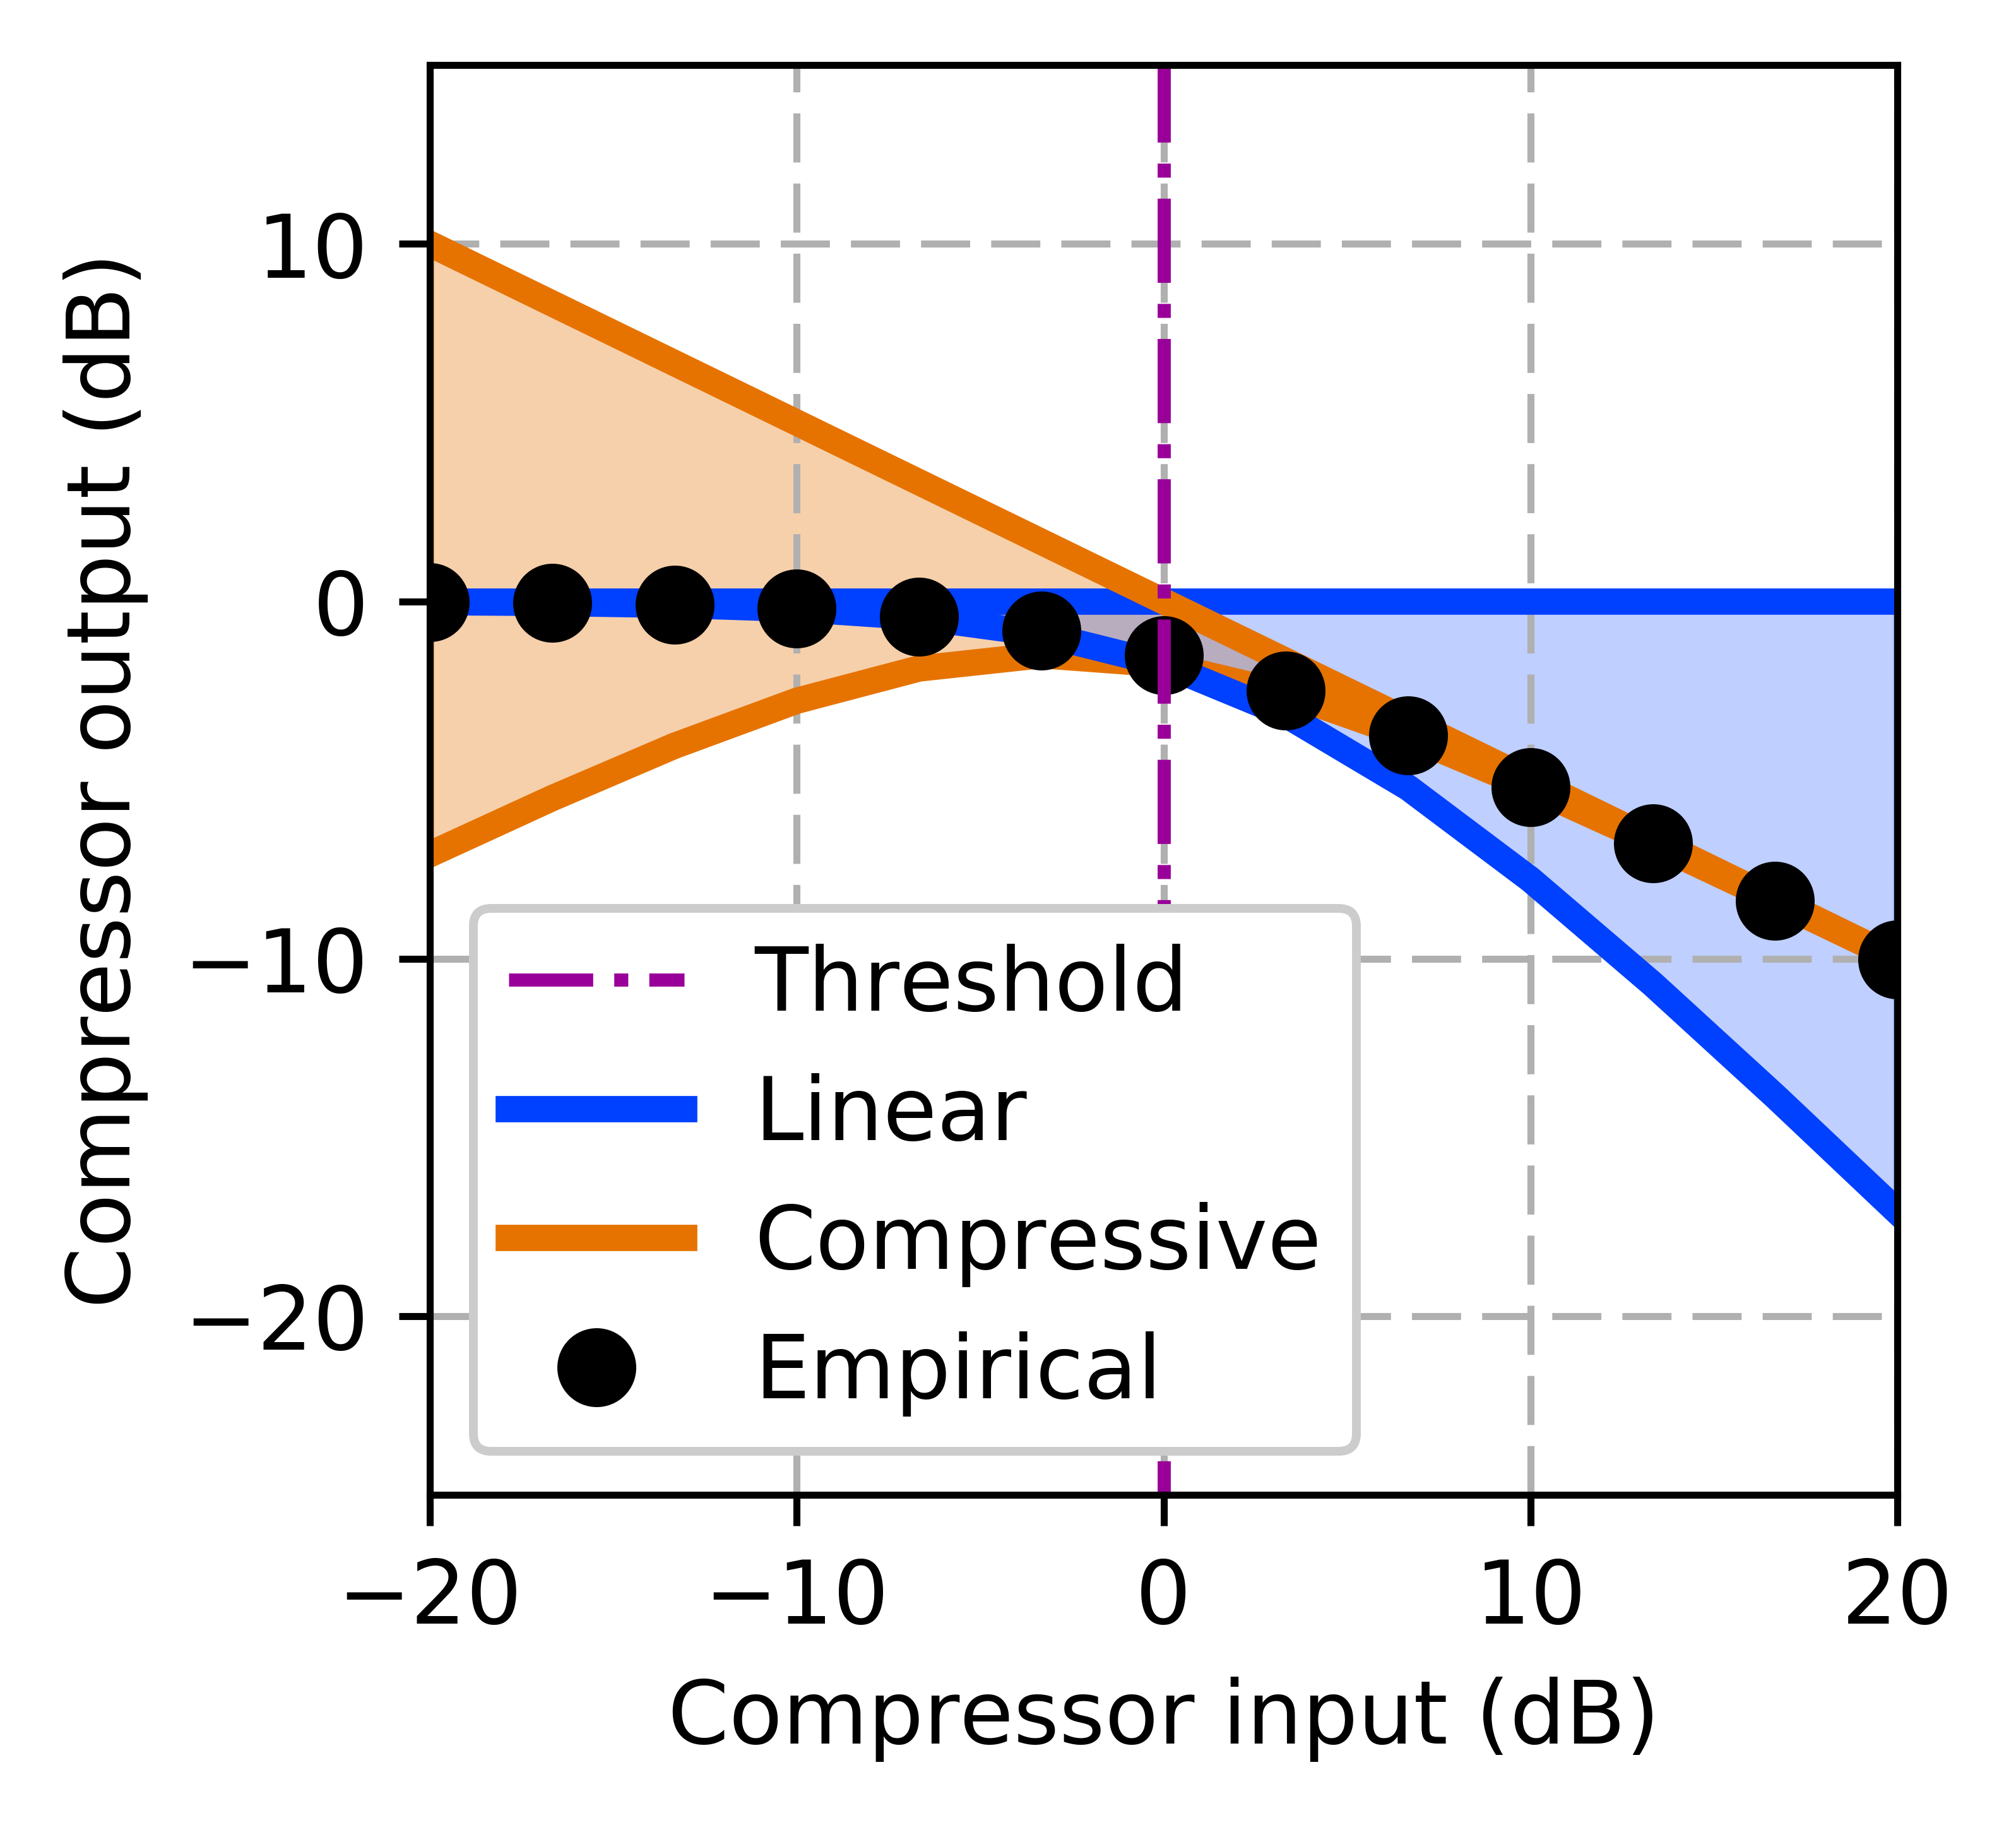 Compressor output (dB)
10
0
−10
−20
Threshold
Linear
Compressive
Empirical
−20 −10 0 10 20
Compressor input (dB)